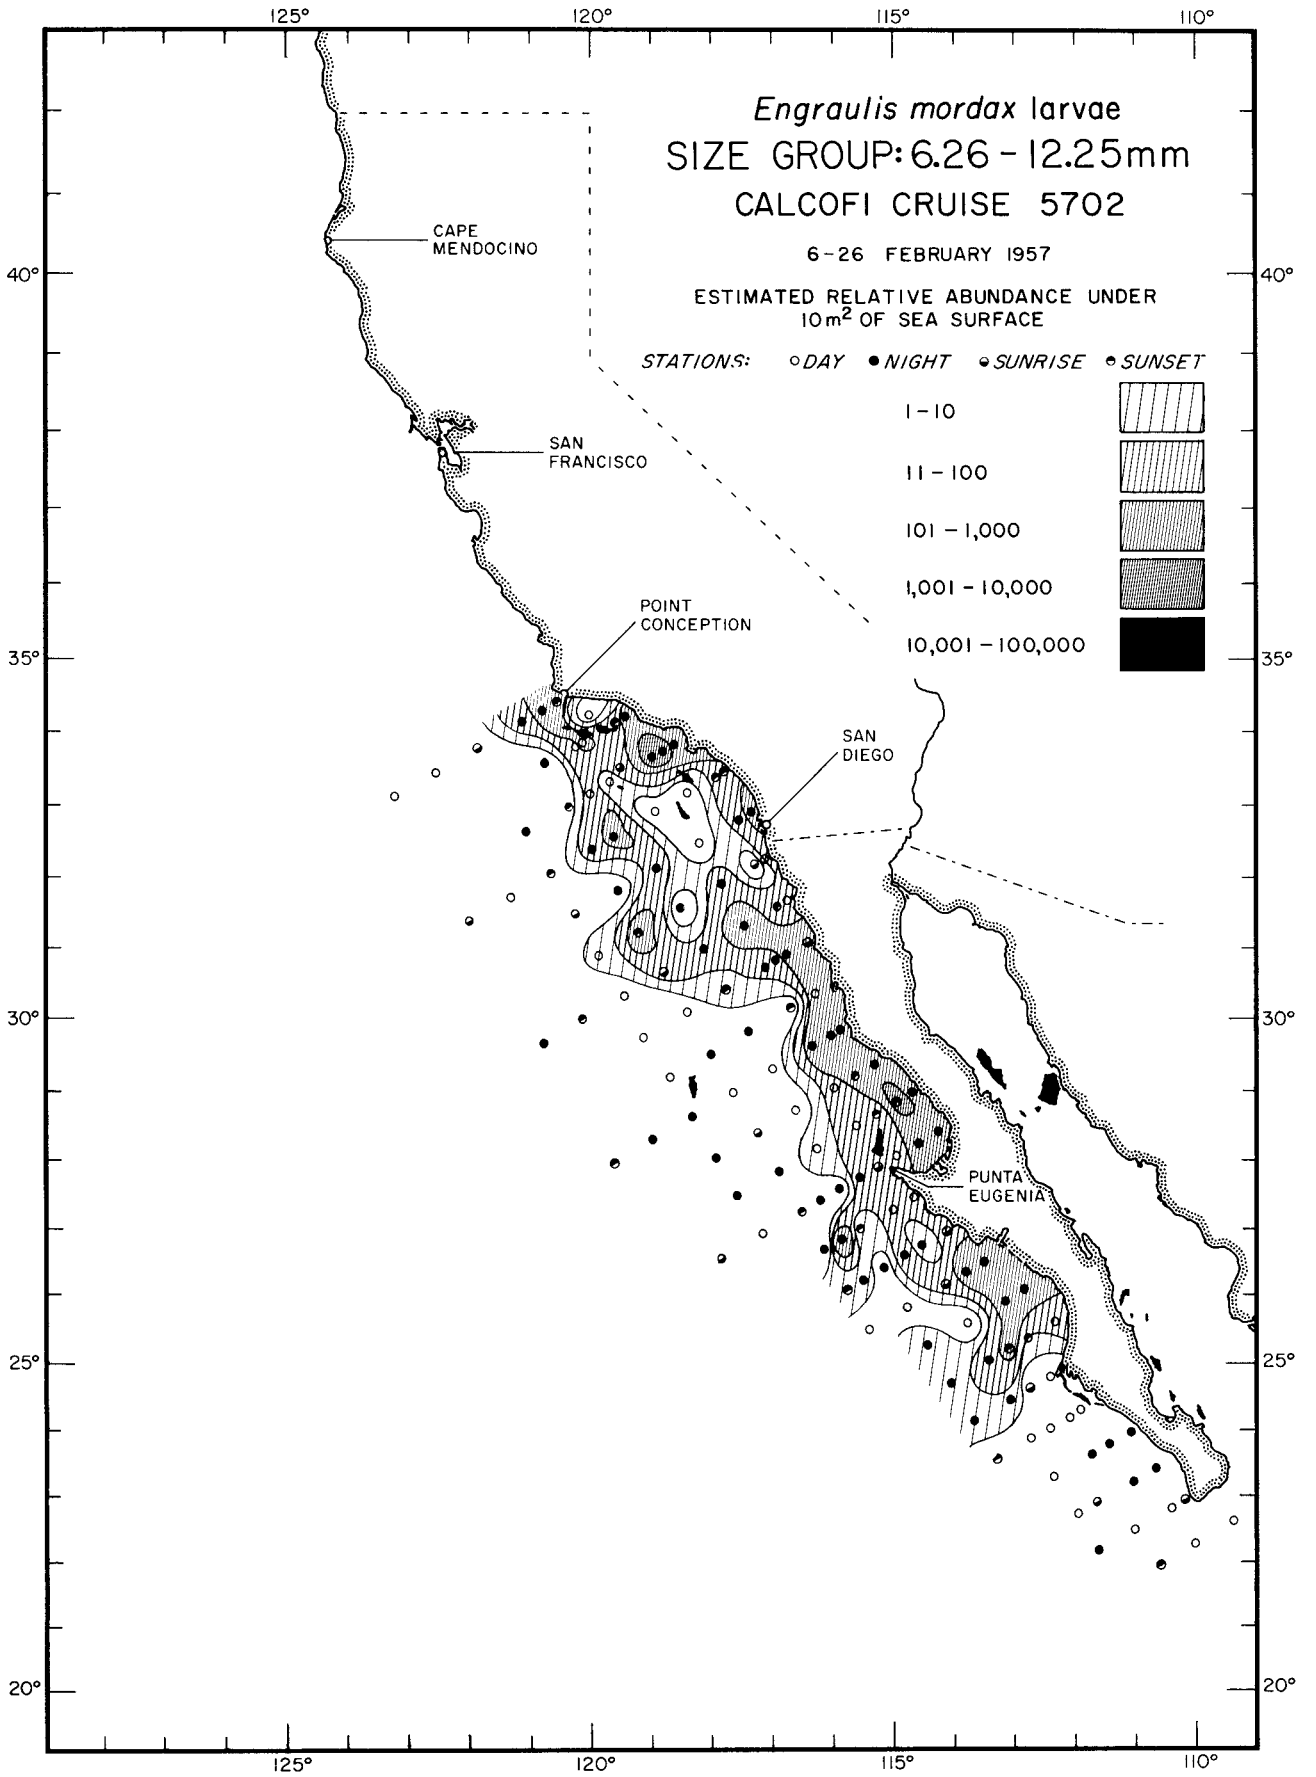 125° 120° 115° 110°
Engraulis mordax larvae
SIZE GROUP: 6.26 – 12.25mm
CALCOFI CRUISE 5702
6–26 FEBRUARY 1957
ESTIMATED RELATIVE ABUNDANCE UNDER
10m² OF SEA SURFACE
STATIONS: DAY NIGHT SUNRISE SUNSET
1–10
11–100
101–1,000
1,001–10,000
10,001–100,000
CAPE
MENDOCINO
40° 40°
SAN
FRANCISCO
POINT
CONCEPTION
35° 35°
SAN
DIEGO
30° 30°
PUNTA
EUGENIA
25° 25°
20° 20°
125° 120° 115° 110°